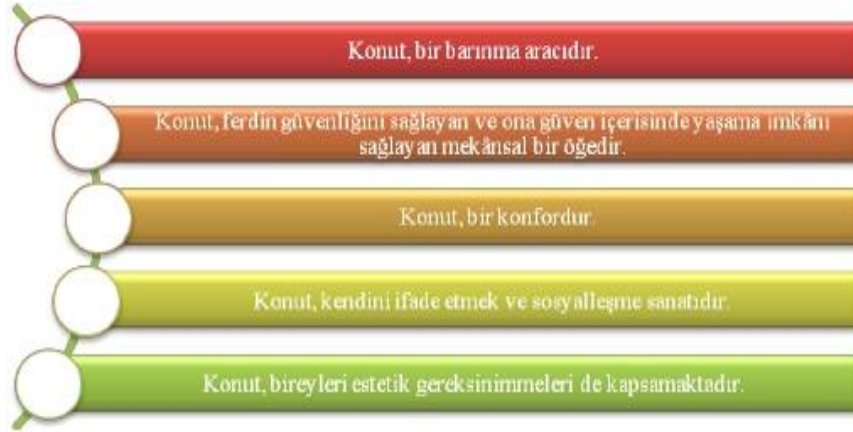 Konut, bir barınma aracıdır.
Konut, ferdin güvenliğini sağlayan ve ona güven içerisinde yaşama imkânı
sağlayan mekânsal bir öğedir.
Konut, bir konfordur.
Konut, kendini ifade etmek ve sosyalleşme sanatıdır.
Konut, bireyleri estetik gereksinimmeleri de kapsamaktadır.